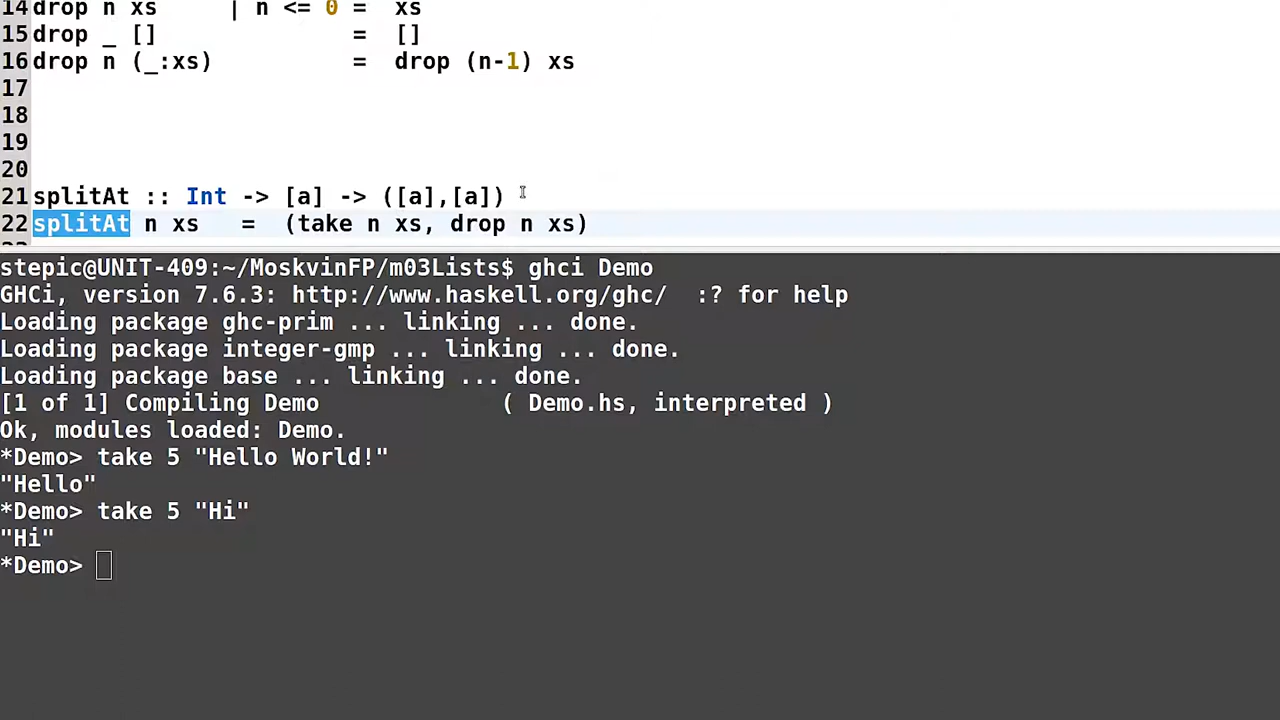 14 drop n xs     | n <= 0 =  xs
15 drop _ []              =  []
16 drop n (_:xs)          =  drop (n-1) xs
17
18
19
20
21 splitAt :: Int -> [a] -> ([a],[a])
22 splitAt n xs   =  (take n xs, drop n xs)
stepic@UNIT-409:~/MoskvinFP/m03Lists$ ghci Demo
GHCi, version 7.6.3: http://www.haskell.org/ghc/  :? for help
Loading package ghc-prim ... linking ... done.
Loading package integer-gmp ... linking ... done.
Loading package base ... linking ... done.
[1 of 1] Compiling Demo             ( Demo.hs, interpreted )
Ok, modules loaded: Demo.
*Demo> take 5 "Hello World!"
"Hello"
*Demo> take 5 "Hi"
"Hi"
*Demo>